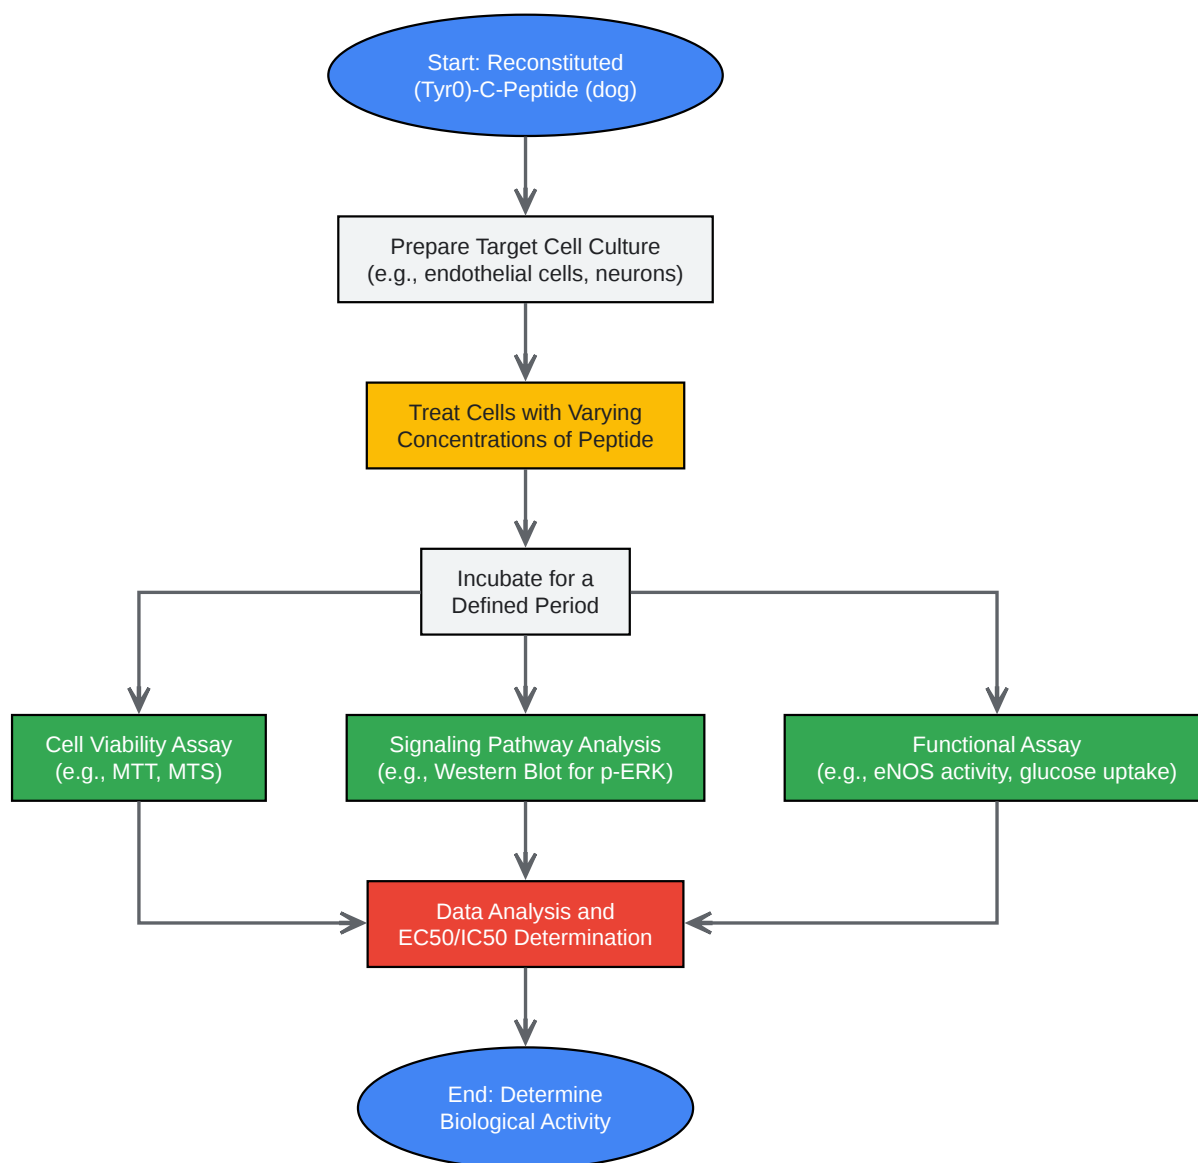 Start: Reconstituted
(Tyr0)-C-Peptide (dog)
Prepare Target Cell Culture
(e.g., endothelial cells, neurons)
Treat Cells with Varying
Concentrations of Peptide
Incubate for a
Defined Period
Cell Viability Assay
(e.g., MTT, MTS)
Signaling Pathway Analysis
(e.g., Western Blot for p-ERK)
Functional Assay
(e.g., eNOS activity, glucose uptake)
Data Analysis and
EC50/IC50 Determination
End: Determine
Biological Activity